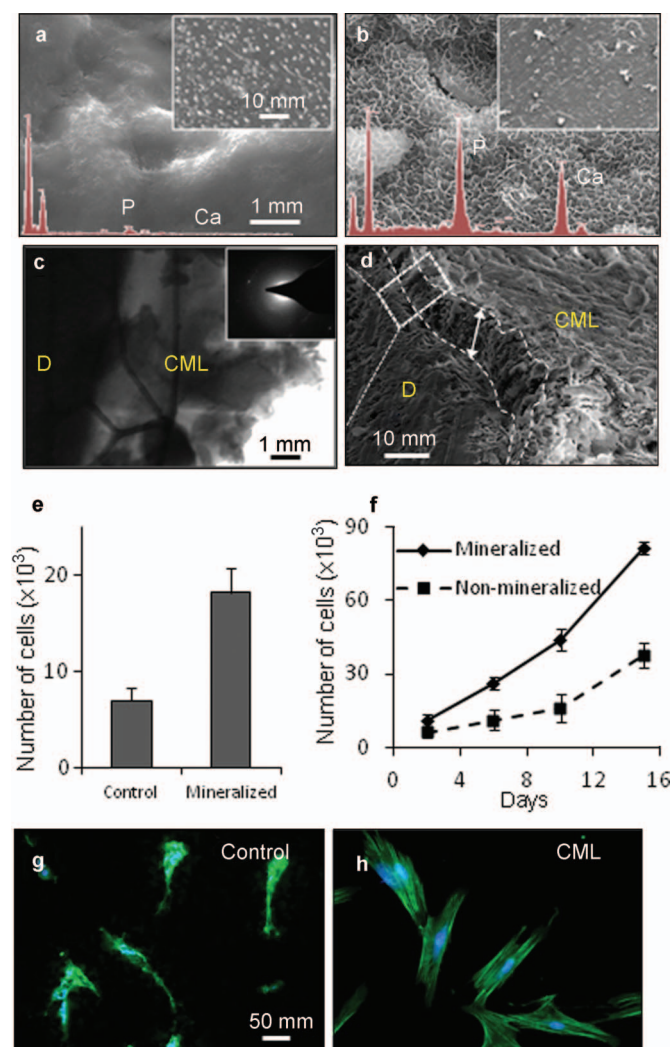 a
10 mm
P
Ca
1 mm
b
P
Ca
c
D
CML
1 mm
d
CML
D
10 mm
e
Number of cells (×10³)
20
10
0
Control
Mineralized
f
Number of cells (×10³)
90
60
30
0
Mineralized
Non-mineralized
0
4
8
12
16
Days
g
Control
50 mm
h
CML